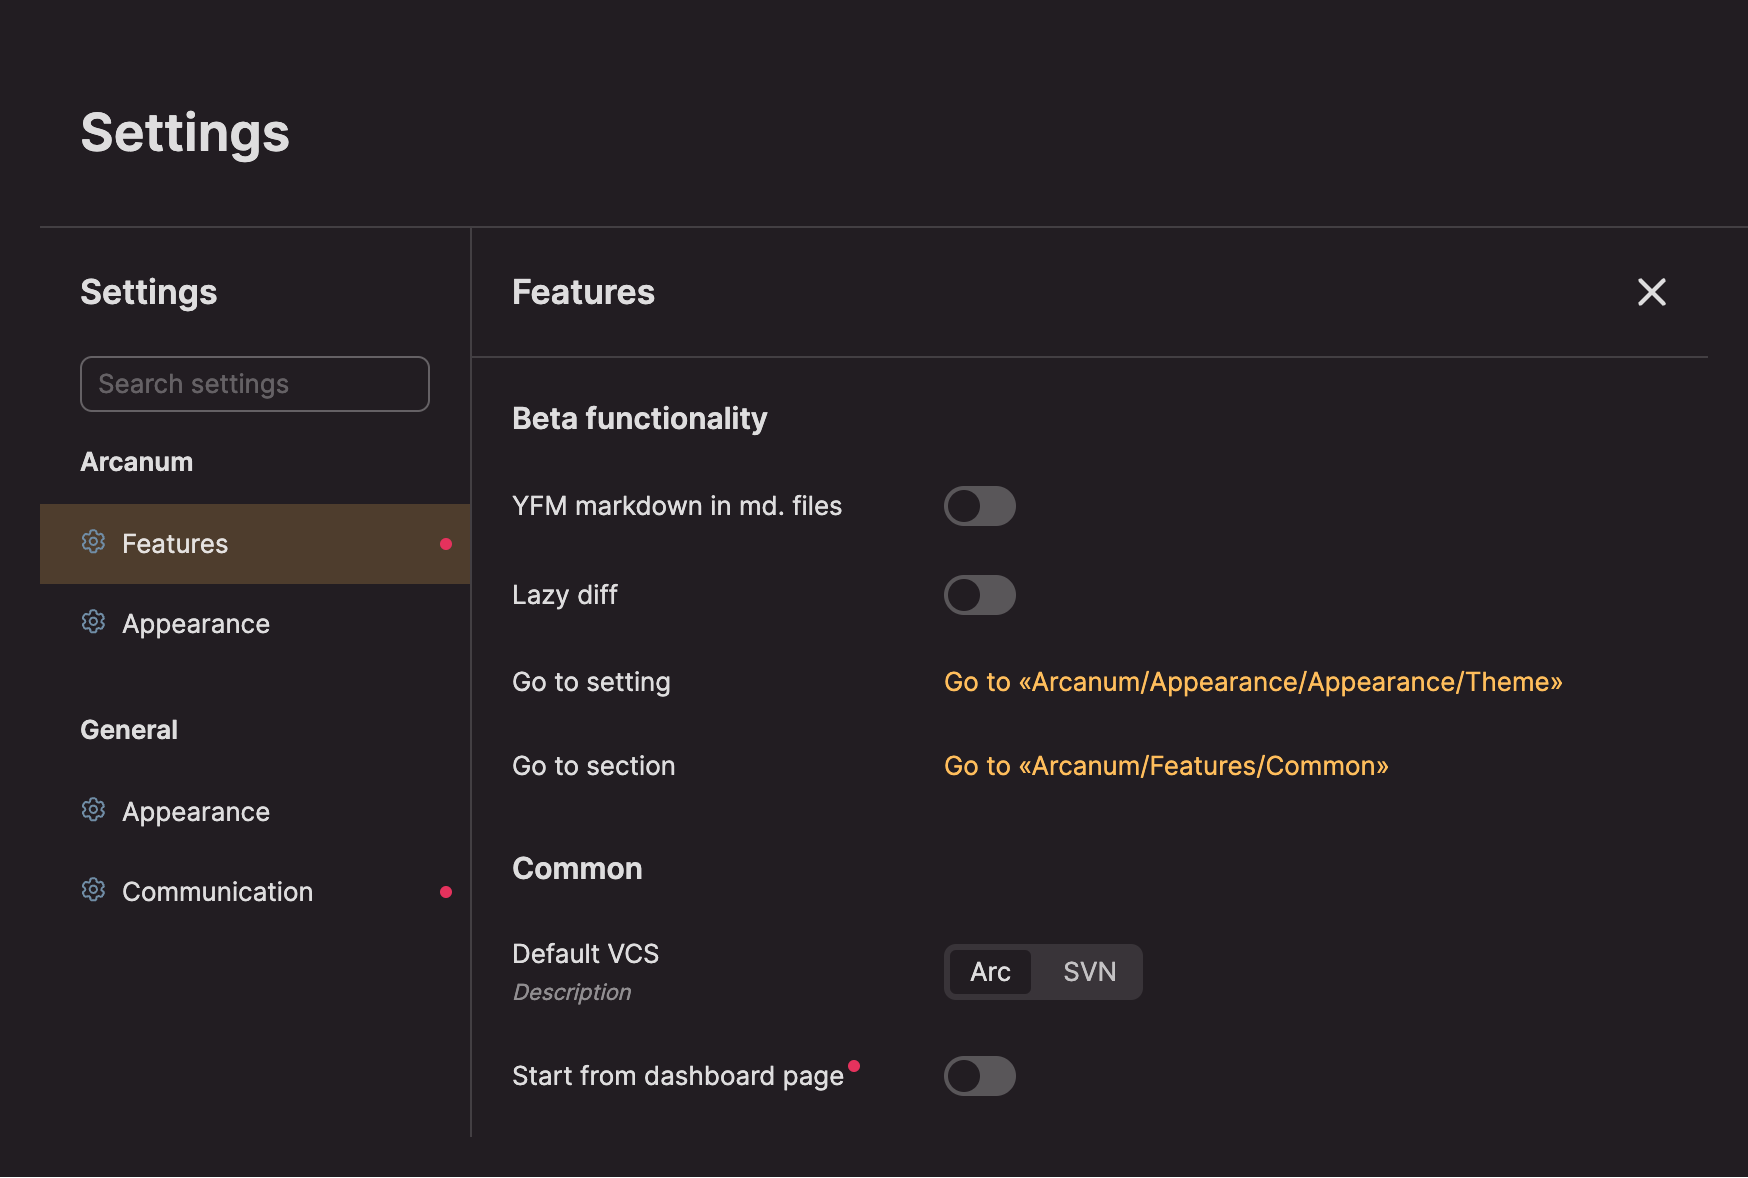 Settings
Settings
Search settings
Arcanum
Features
Appearance
General
Appearance
Communication
Features
Beta functionality
YFM markdown in md. files
Lazy diff
Go to setting
Go to «Arcanum/Appearance/Appearance/Theme»
Go to section
Go to «Arcanum/Features/Common»
Common
Default VCS
Description
Arc
SVN
Start from dashboard page